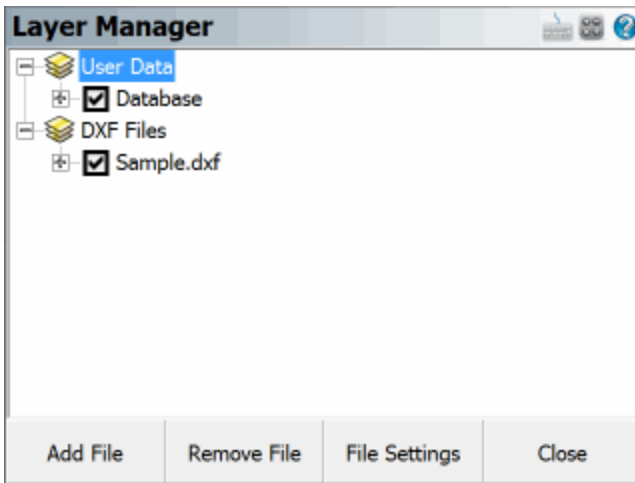 Layer Manager
User Data
Database
DXF Files
Sample.dxf
Add File Remove File File Settings Close